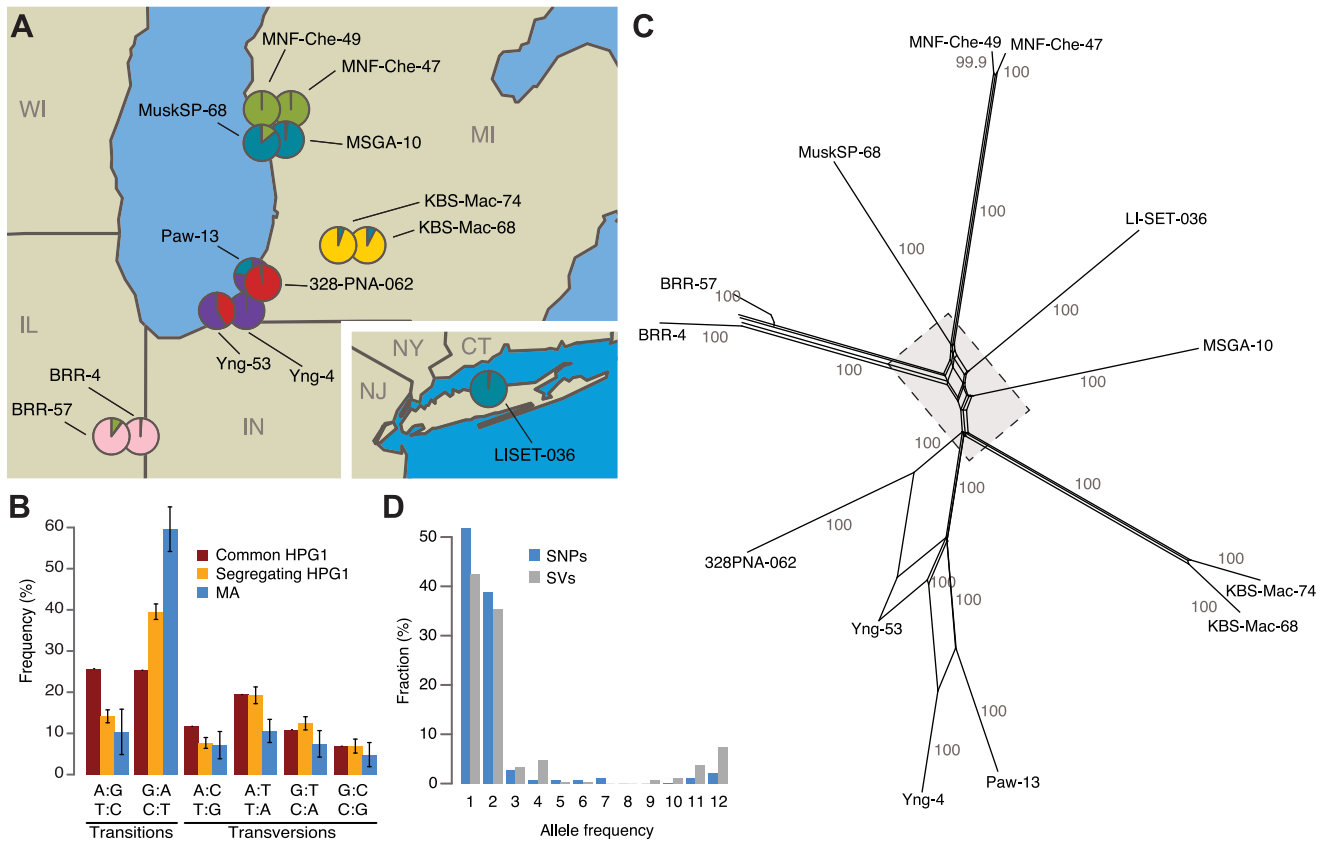 A
MNF-Che-49
MNF-Che-47
WI
MuskSP-68
MSGA-10
MI
KBS-Mac-74
KBS-Mac-68
Paw-13
328-PNA-062
IL
Yng-53
Yng-4
BRR-4
BRR-57
IN
NY
CT
NJ
LISET-036
B
60
50
40
30
20
10
0
Frequency (%)
Common HPG1
Segregating HPG1
MA
A:G G:A A:C A:T G:T G:C
T:C C:T T:G T:A C:A C:G
Transitions Transversions
D
50
40
30
20
10
0
Fraction (%)
SNPs
SVs
1 2 3 4 5 6 7 8 9 10 11 12
Allele frequency
C
MNF-Che-49
MNF-Che-47
99.9
100
MuskSP-68
100
LI-SET-036
100
BRR-57
100
100
BRR-4
100
100
MSGA-10
100
100
100
100
328PNA-062
100
100
KBS-Mac-74
100
KBS-Mac-68
100
100
Yng-53
100
100
Paw-13
Yng-4